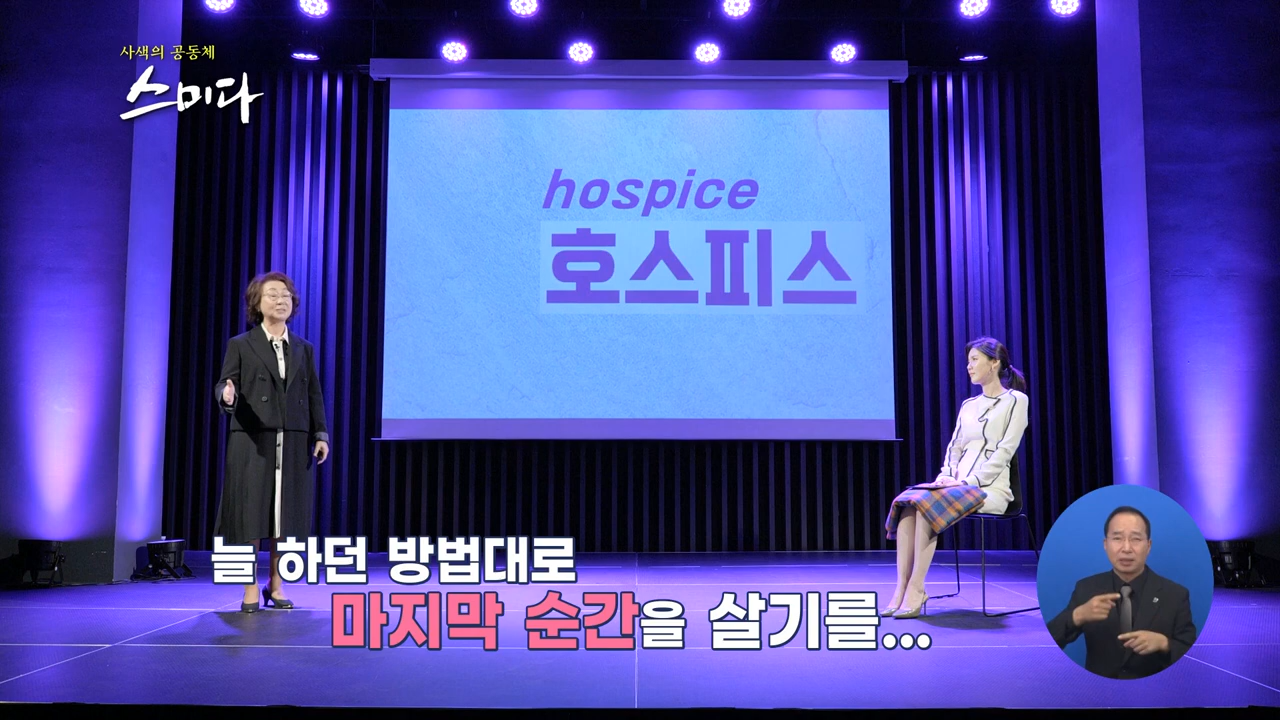 사색의 공동체
스미다
hospice
호스피스
늘 하던 방법대로
마지막 순간을 살기를...